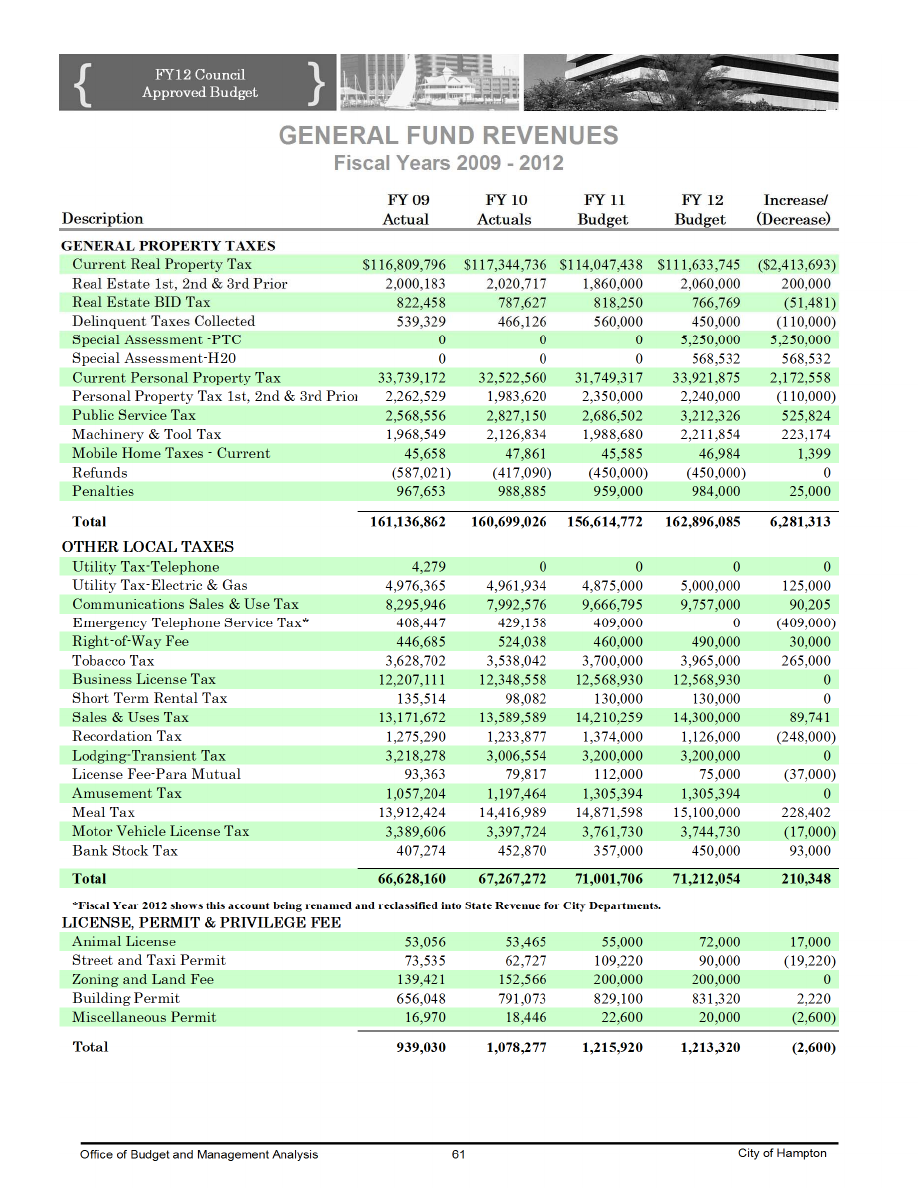 FY12 Council
Approved Budget
GENERAL FUND REVENUES
Fiscal Years 2009 - 2012
FY 09 FY 10 FY 11 FY 12 Increase/
Description Actual Actuals Budget Budget (Decrease)
GENERAL PROPERTY TAXES
Current Real Property Tax $116,809,796 $117,344,736 $114,047,438 $111,633,745 ($2,413,693)
Real Estate 1st, 2nd & 3rd Prior 2,000,183 2,020,717 1,860,000 2,060,000 200,000
Real Estate BID Tax 822,458 787,627 818,250 766,769 (51,481)
Delinquent Taxes Collected 539,329 466,126 560,000 450,000 (110,000)
Special Assessment -PTC 0 0 0 5,250,000 5,250,000
Special Assessment-H20 0 0 0 568,532 568,532
Current Personal Property Tax 33,739,172 32,522,560 31,749,317 33,921,875 2,172,558
Personal Property Tax 1st, 2nd & 3rd Prior 2,262,529 1,983,620 2,350,000 2,240,000 (110,000)
Public Service Tax 2,568,556 2,827,150 2,686,502 3,212,326 525,824
Machinery & Tool Tax 1,968,549 2,126,834 1,988,680 2,211,854 223,174
Mobile Home Taxes - Current 45,658 47,861 45,585 46,984 1,399
Refunds (587,021) (417,090) (450,000) (450,000) 0
Penalties 967,653 988,885 959,000 984,000 25,000
Total 161,136,862 160,699,026 156,614,772 162,896,085 6,281,313
OTHER LOCAL TAXES
Utility Tax-Telephone 4,279 0 0 0 0
Utility Tax-Electric & Gas 4,976,365 4,961,934 4,875,000 5,000,000 125,000
Communications Sales & Use Tax 8,295,946 7,992,576 9,666,795 9,757,000 90,205
Emergency Telephone Service Tax* 408,447 429,158 409,000 0 (409,000)
Right-of-Way Fee 446,685 524,038 460,000 490,000 30,000
Tobacco Tax 3,628,702 3,538,042 3,700,000 3,965,000 265,000
Business License Tax 12,207,111 12,348,558 12,568,930 12,568,930 0
Short Term Rental Tax 135,514 98,082 130,000 130,000 0
Sales & Uses Tax 13,171,672 13,589,589 14,210,259 14,300,000 89,741
Recordation Tax 1,275,290 1,233,877 1,374,000 1,126,000 (248,000)
Lodging-Transient Tax 3,218,278 3,006,554 3,200,000 3,200,000 0
License Fee-Para Mutual 93,363 79,817 112,000 75,000 (37,000)
Amusement Tax 1,057,204 1,197,464 1,305,394 1,305,394 0
Meal Tax 13,912,424 14,416,989 14,871,598 15,100,000 228,402
Motor Vehicle License Tax 3,389,606 3,397,724 3,761,730 3,744,730 (17,000)
Bank Stock Tax 407,274 452,870 357,000 450,000 93,000
Total 66,628,160 67,267,272 71,001,706 71,212,054 210,348
*Fiscal Year 2012 shows this account being renamed and reclassified into State Revenue for City Departments.
LICENSE, PERMIT & PRIVILEGE FEE
Animal License 53,056 53,465 55,000 72,000 17,000
Street and Taxi Permit 73,535 62,727 109,220 90,000 (19,220)
Zoning and Land Fee 139,421 152,566 200,000 200,000 0
Building Permit 656,048 791,073 829,100 831,320 2,220
Miscellaneous Permit 16,970 18,446 22,600 20,000 (2,600)
Total 939,030 1,078,277 1,215,920 1,213,320 (2,600)
Office of Budget and Management Analysis 61 City of Hampton